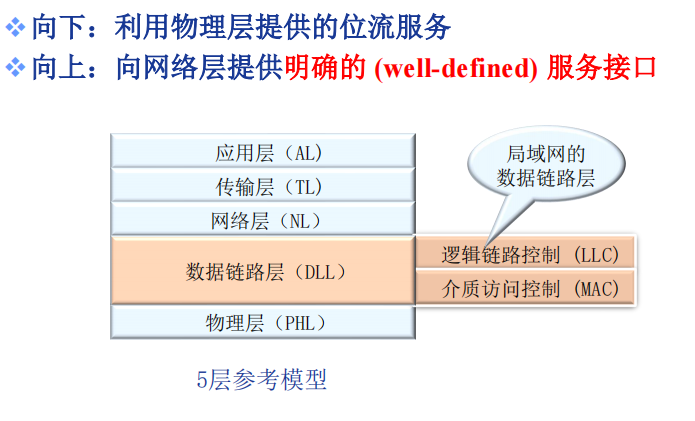 向下：利用物理层提供的位流服务
向上：向网络层提供明确的 (well-defined) 服务接口
局域网的
数据链路层
应用层（AL)
传输层（TL)
网络层（NL）
数据链路层（DLL）
逻辑链路控制 (LLC)
介质访问控制 (MAC)
物理层（PHL）
5层参考模型